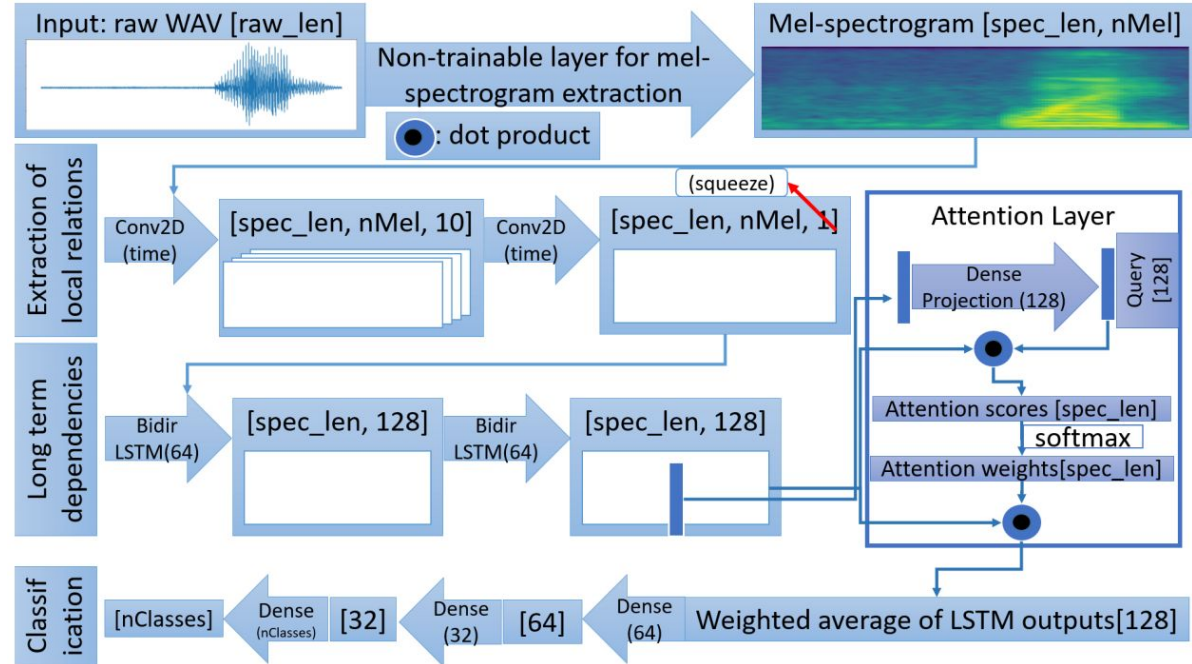 Input: raw WAV [raw_len]
Non-trainable layer for mel-
spectrogram extraction
Mel-spectrogram [spec_len, nMel]
: dot product
Extraction of
local relations
Conv2D
(time)
[spec_len, nMel, 10]
Conv2D
(time)
(squeeze)
[spec_len, nMel, 1]
Attention Layer
Dense
Projection (128)
Query
[128]
Attention scores [spec_len]
softmax
Attention weights[spec_len]
Long term
dependencies
Bidir
LSTM(64)
[spec_len, 128]
Bidir
LSTM(64)
[spec_len, 128]
Classif
ication
[nClasses]
Dense
(nClasses)
[32]
Dense
(32)
[64]
Dense
(64)
Weighted average of LSTM outputs[128]